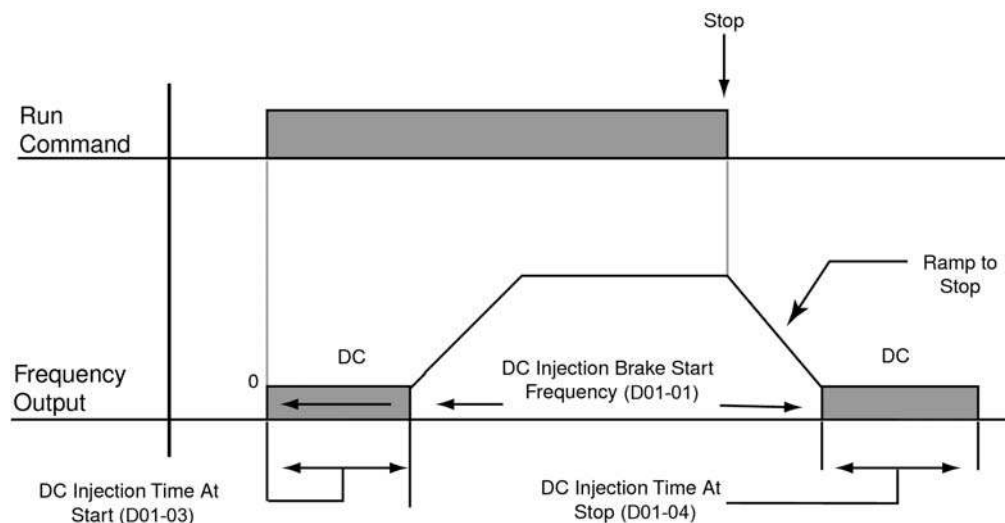 Stop
Run
Command
Ramp to
Stop
DC
DC Injection Brake Start
Frequency (D01-01)
DC
Frequency
Output
0
DC Injection Time At
Start (D01-03)
DC Injection Time At
Stop (D01-04)